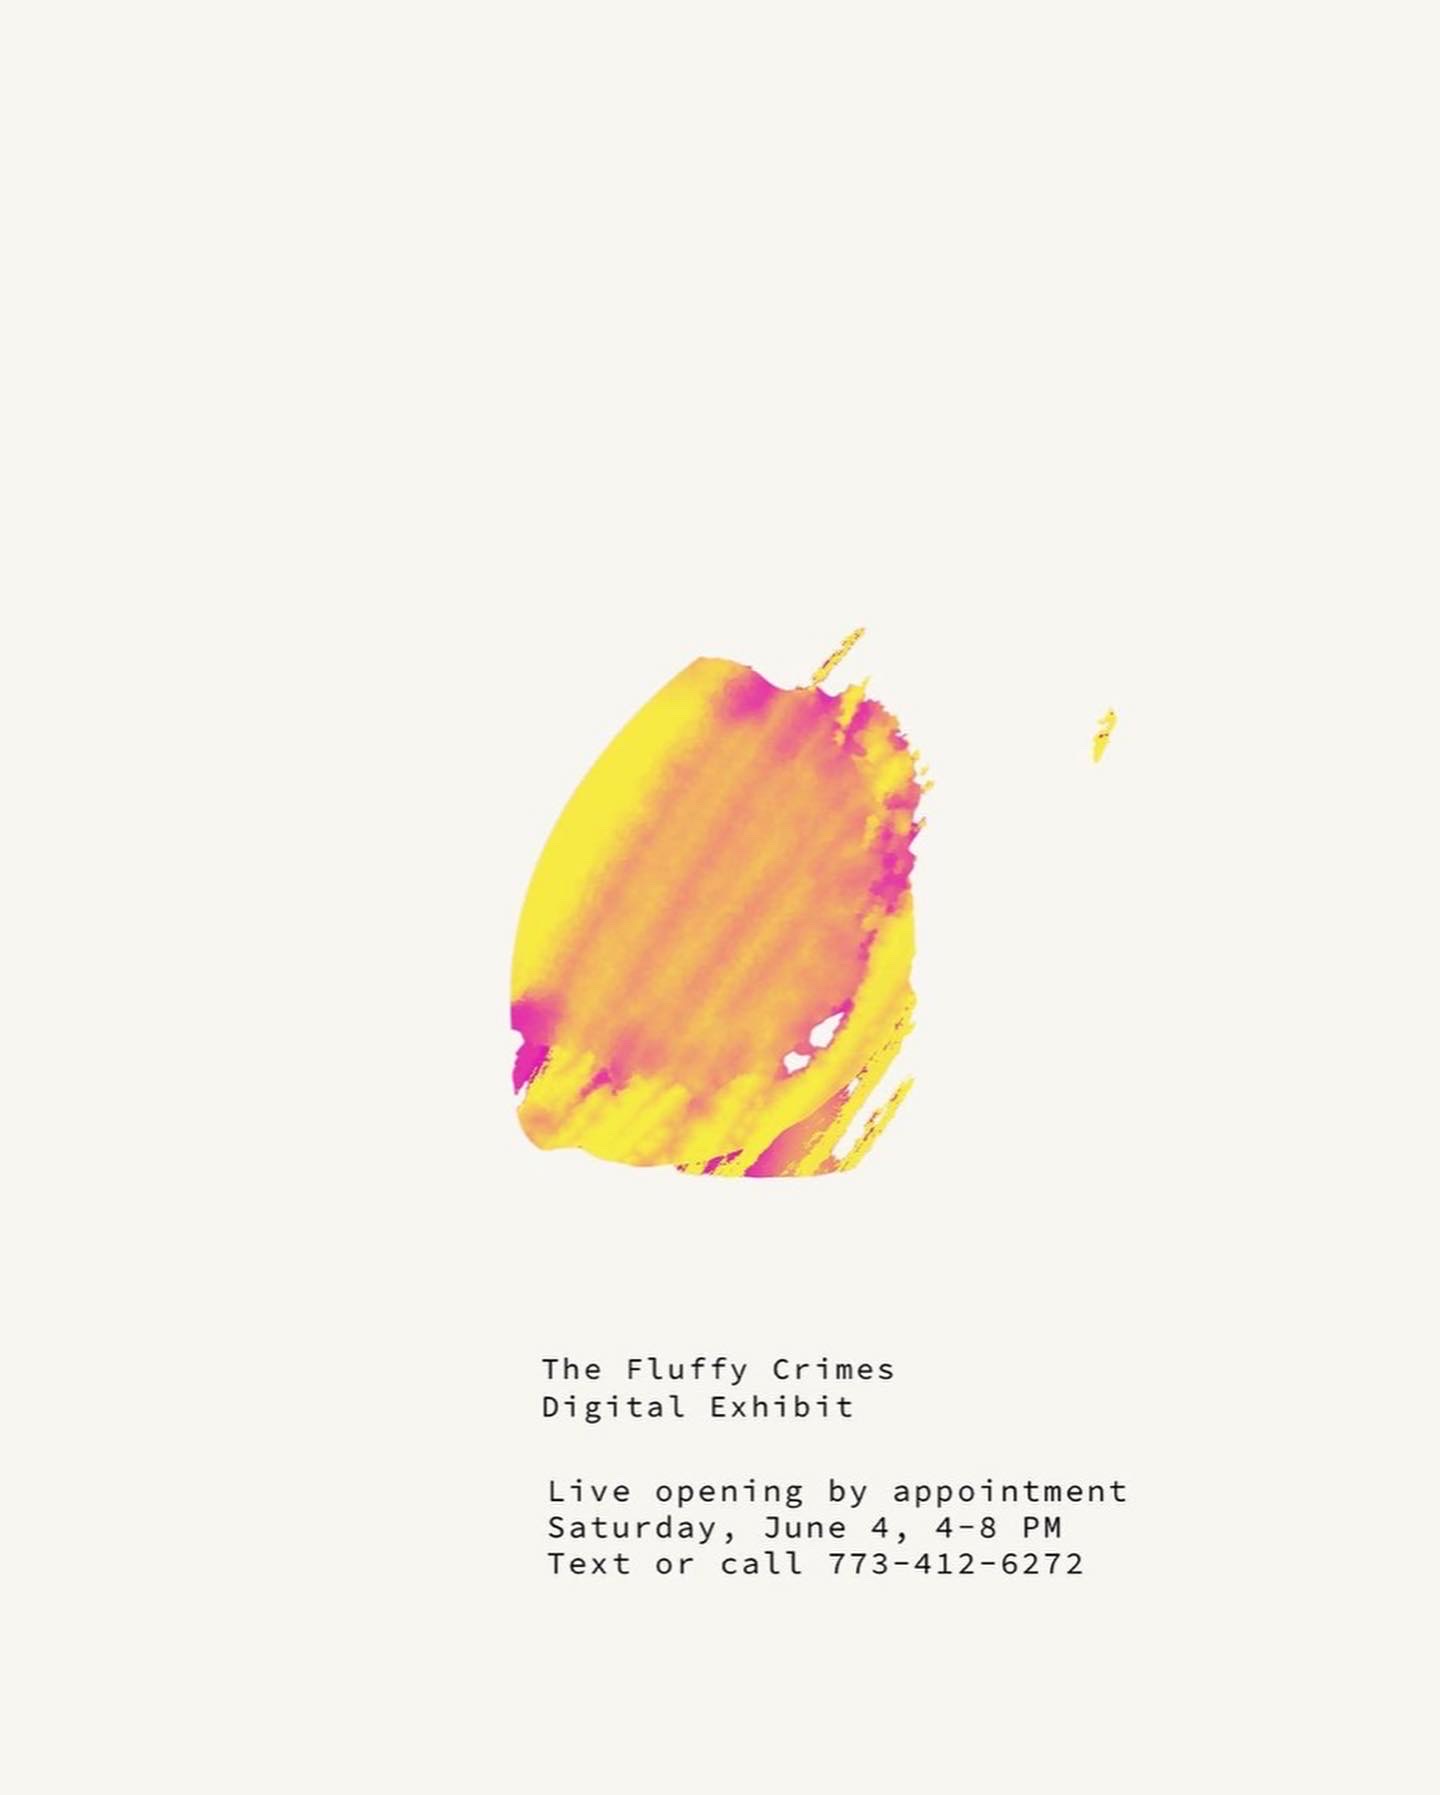 The Fluffy Crimes
Digital Exhibit
Live opening by appointment
Saturday, June 4, 4-8 PM
Text or call 773-412-6272